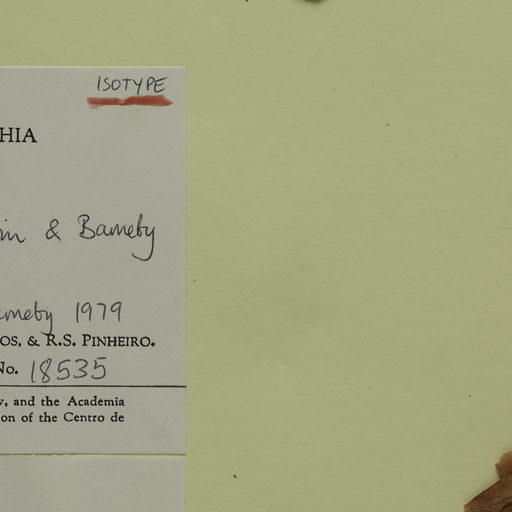 ISOTYPE
HIA
in & Barneby
rneby 1979
OS, & R.S. PINHEIRO.
No. 18535
, and the Academia
on of the Centro de